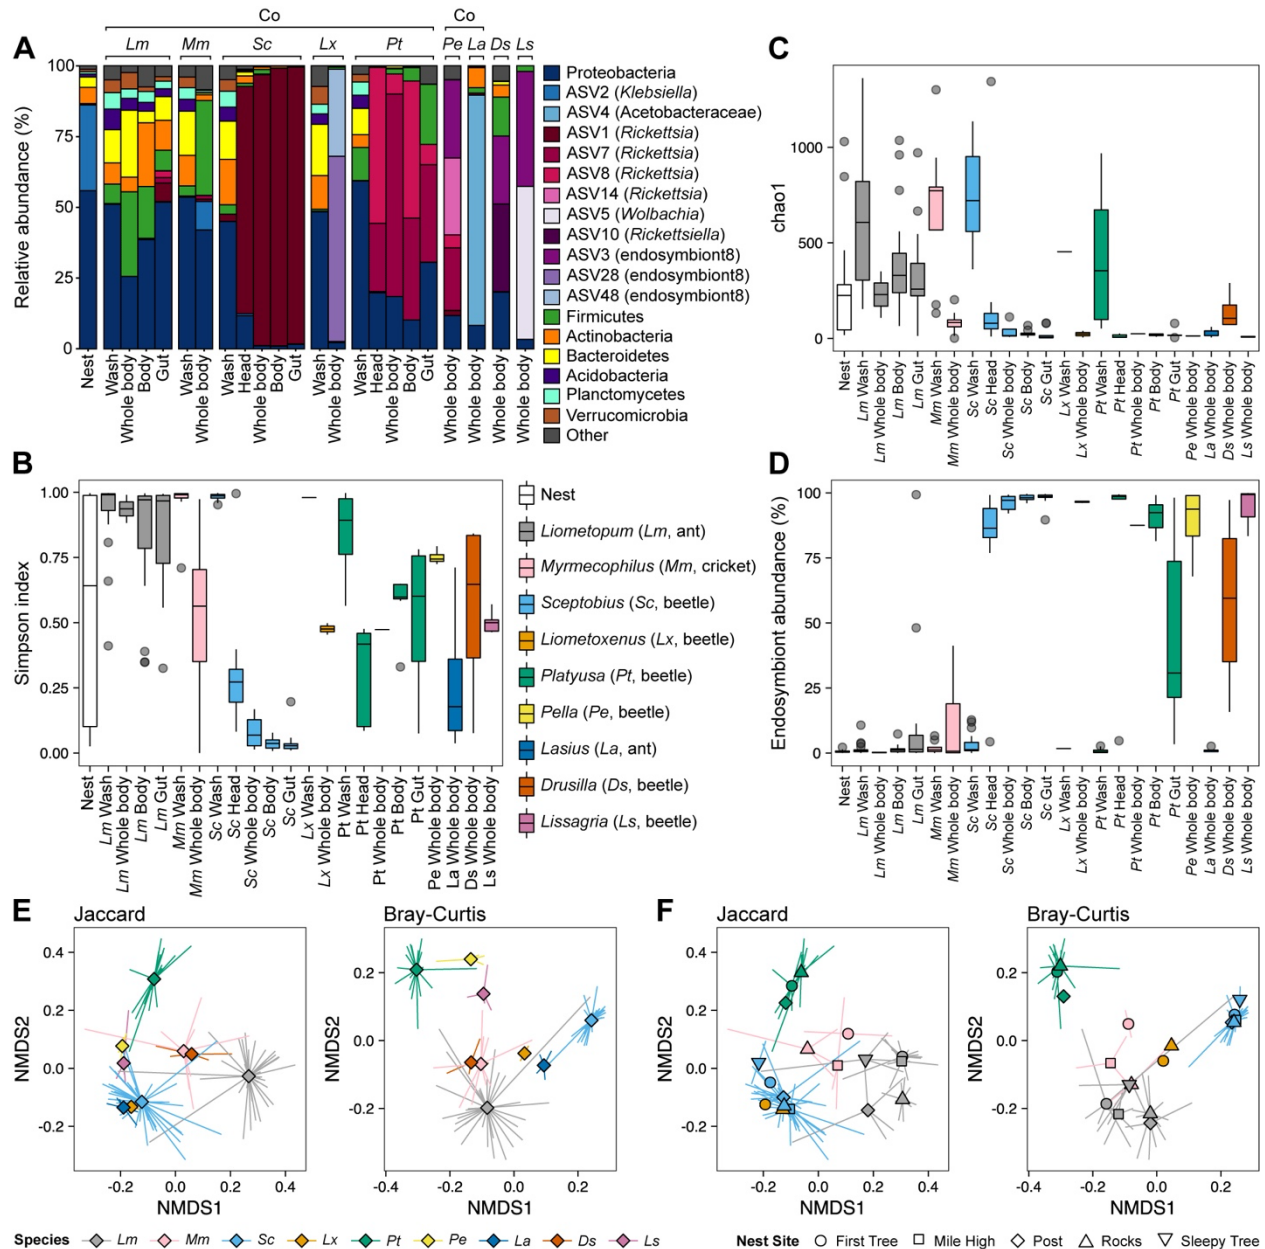 Co Co
A Lm Mm Sc Lx Pt Pe La Ds Ls
Relative abundance (%)
100
75
50
25
0
Nest
Wash
Whole body
Body
Gut
Wash
Whole body
Wash
Head
Whole body
Body
Gut
Wash
Whole body
Wash
Head
Whole body
Body
Gut
Whole body
Whole body
Whole body
Whole body
Proteobacteria
ASV2 (Klebsiella)
ASV4 (Acetobacteraceae)
ASV1 (Rickettsia)
ASV7 (Rickettsia)
ASV8 (Rickettsia)
ASV14 (Rickettsia)
ASV5 (Wolbachia)
ASV10 (Rickettsiella)
ASV3 (endosymbiont8)
ASV28 (endosymbiont8)
ASV48 (endosymbiont8)
Firmicutes
Actinobacteria
Bacteroidetes
Acidobacteria
Planctomycetes
Verrucomicrobia
Other
C
chao1
1000
500
0
Nest
Lm Wash
Lm Whole body
Lm Body
Lm Gut
Mm Wash
Mm Whole body
Sc Wash
Sc Head
Sc Whole body
Sc Body
Sc Gut
Lx Wash
Lx Whole body
Pt Wash
Pt Head
Pt Whole body
Pt Body
Pt Gut
Pe Whole body
La Whole body
Ds Whole body
Ls Whole body
B
Simpson index
1.00
0.75
0.50
0.25
0.00
Nest
Lm Wash
Lm Whole body
Lm Body
Lm Gut
Mm Wash
Mm Whole body
Sc Wash
Sc Head
Sc Whole body
Sc Body
Sc Gut
Lx Wash
Lx Whole body
Pt Wash
Pt Head
Pt Whole body
Pt Body
Pt Gut
Pe Whole body
La Whole body
Ds Whole body
Ls Whole body
Nest
Liometopum (Lm, ant)
Myrmecophilus (Mm, cricket)
Sceptobius (Sc, beetle)
Liometoxenus (Lx, beetle)
Platyusa (Pt, beetle)
Pella (Pe, beetle)
Lasius (La, ant)
Drusilla (Ds, beetle)
Lissagria (Ls, beetle)
D
Endosymbiont abundance (%)
100
75
50
25
0
Nest
Lm Wash
Lm Whole body
Lm Body
Lm Gut
Mm Wash
Mm Whole body
Sc Wash
Sc Head
Sc Whole body
Sc Body
Sc Gut
Lx Wash
Lx Whole body
Pt Wash
Pt Head
Pt Whole body
Pt Body
Pt Gut
Pe Whole body
La Whole body
Ds Whole body
Ls Whole body
E Jaccard
NMDS2
0.4
0.2
0.0
-0.2
-0.2 0.0 0.2 0.4
NMDS1
Bray-Curtis
NMDS2
0.2
0.0
-0.2
-0.4 -0.2 0.0 0.2
NMDS1
F Jaccard
NMDS2
0.4
0.2
0.0
-0.2
-0.2 0.0 0.2 0.4
NMDS1
Bray-Curtis
NMDS2
0.2
0.0
-0.2
-0.4 -0.2 0.0 0.2
NMDS1
Species Lm Mm Sc Lx Pt Pe La Ds Ls
Nest Site First Tree Mile High Post Rocks Sleepy Tree